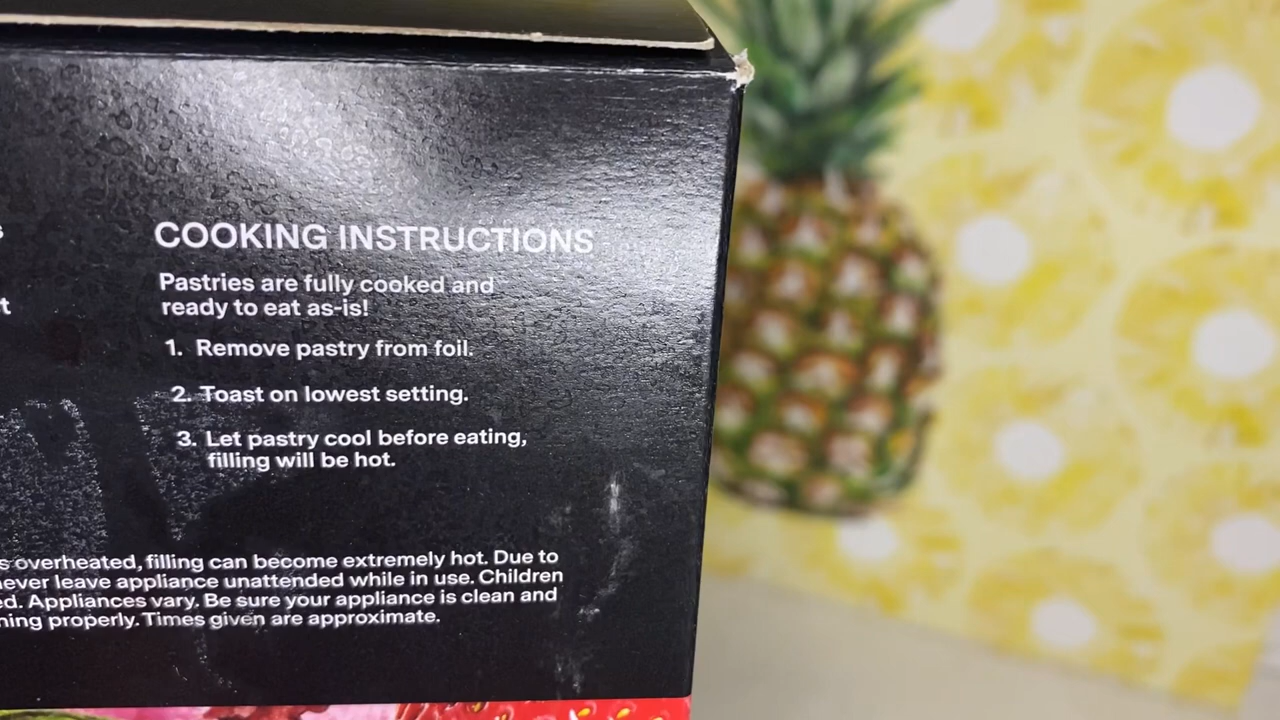 COOKING INSTRUCTIONS
Pastries are fully cooked and
ready to eat as-is!
1. Remove pastry from foil.
2. Toast on lowest setting.
3. Let pastry cool before eating,
filling will be hot.
overheated, filling can become extremely hot. Due to
never leave appliance unattended while in use. Children
Appliances vary. Be sure your appliance is clean and
properly. Times given are approximate.